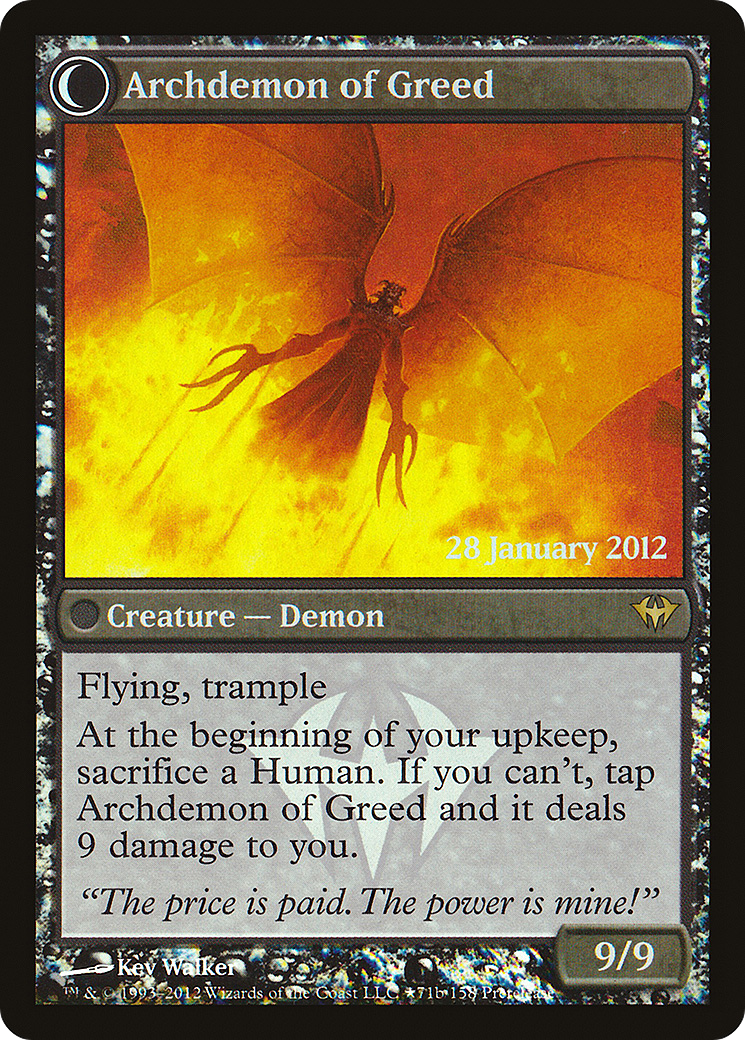 Archdemon of Greed
28 January 2012
Creature — Demon
Flying, trample
At the beginning of your upkeep,
sacrifice a Human. If you can't, tap
Archdemon of Greed and it deals
9 damage to you.
“The price is paid. The power is mine!”
9/9
Kev Walker
™ & © 1993–2012 Wizards of the Coast LLC ★71b/158 Prerelease